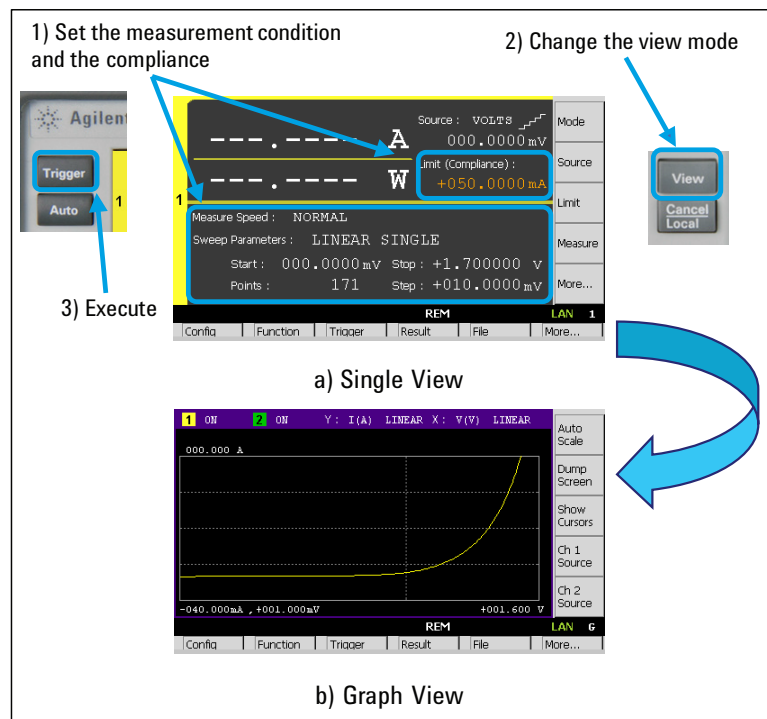 1) Set the measurement condition
and the compliance
2) Change the view mode
Agilent
Trigger
Auto
1
1
Source : VOLTS
---.---- A
000.0000 mV
Limit (Compliance) :
---.---- W
+050.0000 mA
Measure Speed : NORMAL
Sweep Parameters : LINEAR SINGLE
Start : 000.0000 mV Stop : +1.700000 V
Points : 171 Step : +010.0000 mV
Mode
Source
Limit
Measure
More...
REM LAN 1
Config Function Trigger Result File More...
View
Cancel
Local
3) Execute
a) Single View
1 ON 2 ON Y: I(A) LINEAR X: V(V) LINEAR
000.000 A
-040.000mA ,+001.000mV +001.600 V
Auto
Scale
Dump
Screen
Show
Cursors
Ch 1
Source
Ch 2
Source
REM LAN G
Config Function Trigger Result File More...
b) Graph View